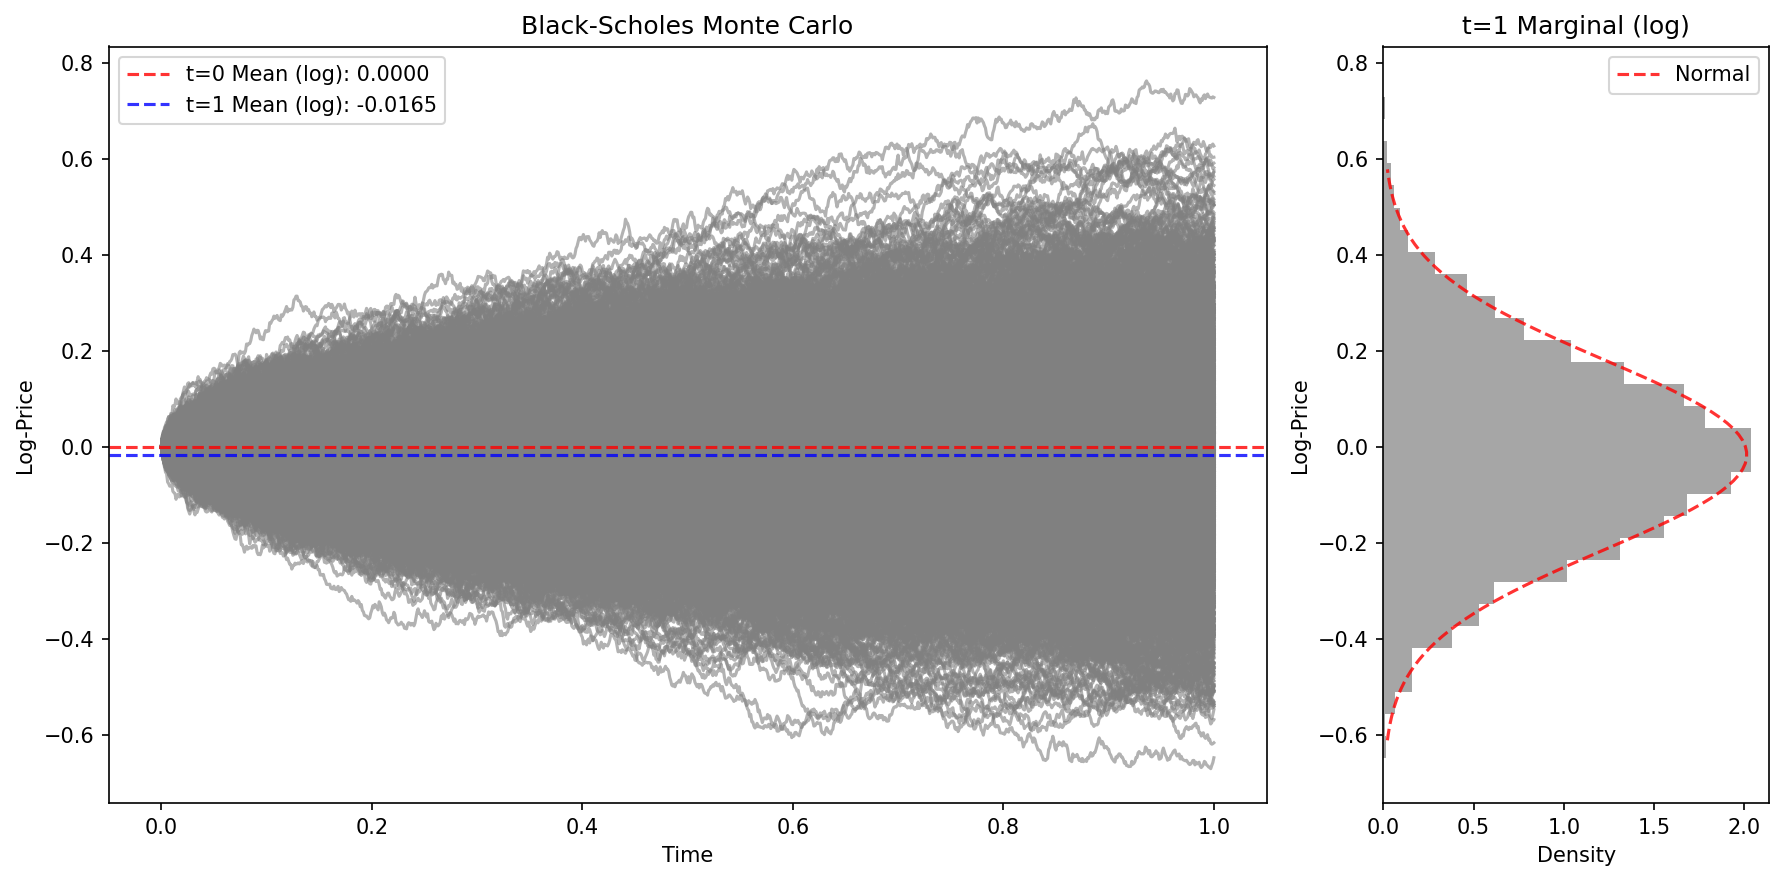 Black-Scholes Monte Carlo
t=0 Mean (log): 0.0000
t=1 Mean (log): -0.0165
Log-Price
0.8
0.6
0.4
0.2
0.0
−0.2
−0.4
−0.6
0.0 0.2 0.4 0.6 0.8 1.0
Time
t=1 Marginal (log)
Normal
Log-Price
0.8
0.6
0.4
0.2
0.0
−0.2
−0.4
−0.6
0.0 0.5 1.0 1.5 2.0
Density